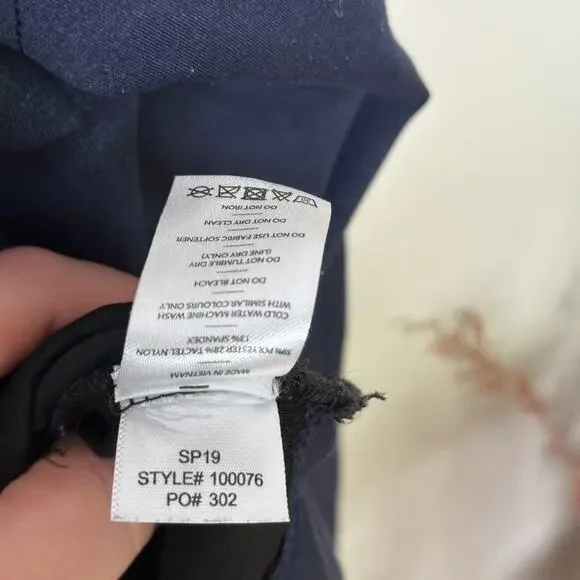 MADE IN VIETNAM
59% POLYESTER 28% TACTEL NYLON
13% SPANDEX
COLD WATER MACHINE WASH
WITH SIMILAR COLOURS ONLY
DO NOT BLEACH
DO NOT TUMBLE DRY
(LINE DRY ONLY)
DO NOT USE FABRIC SOFTENER
DO NOT DRY CLEAN
DO NOT IRON
SP19
STYLE# 100076
PO# 302